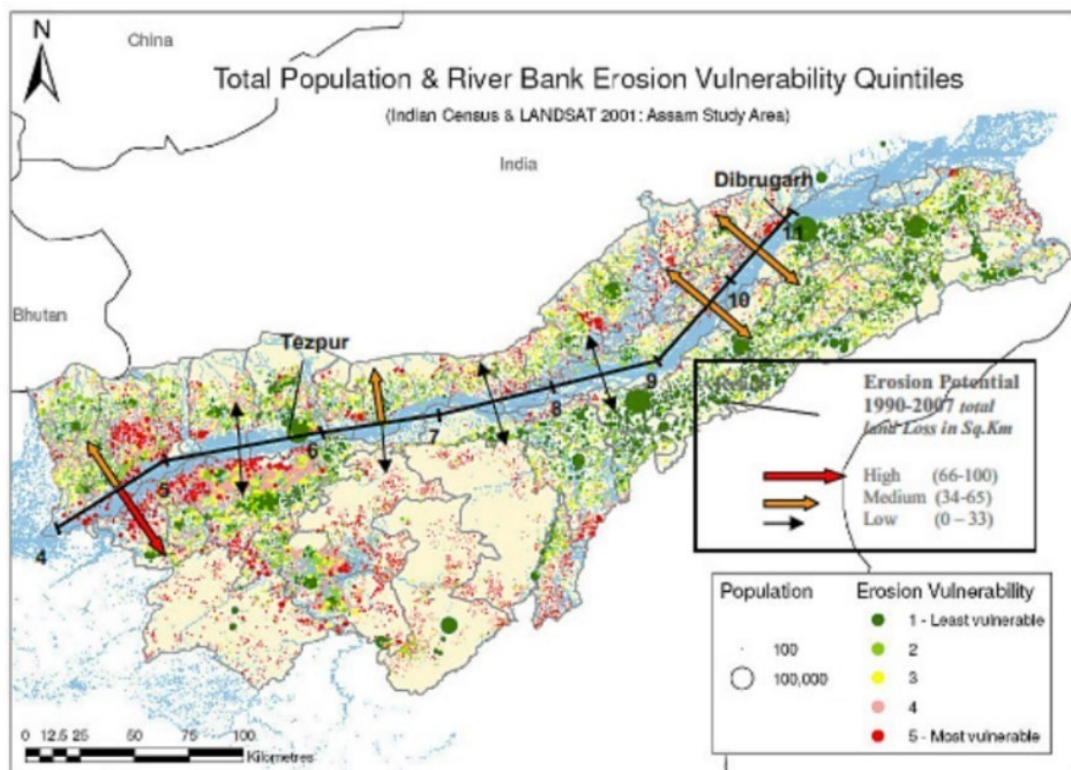 N
China
Total Population & River Bank Erosion Vulnerability Quintiles
(Indian Census & LANDSAT 2001: Assam Study Area)
India
Dibrugarh
11
10
Bhutan
Tezpur
9
8
7
6
5
4
Erosion Potential
1990-2007 total
land Loss in Sq.Km
High (66-100)
Medium (34-65)
Low (0 – 33)
Population
100
100,000
Erosion Vulnerability
1 - Least vulnerable
2
3
4
5 - Most vulnerable
0 12.5 25 50 75 100
Kilometres